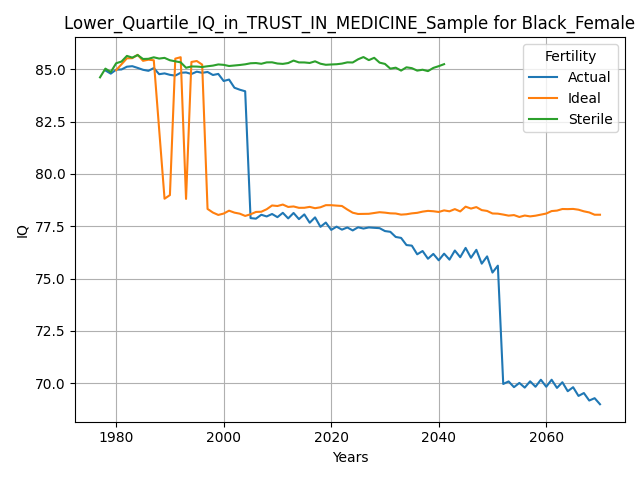 Lower_Quartile_IQ_in_TRUST_IN_MEDICINE_Sample for Black_Female
Fertility
Actual
Ideal
Sterile
IQ
85.0
82.5
80.0
77.5
75.0
72.5
70.0
1980 2000 2020 2040 2060
Years